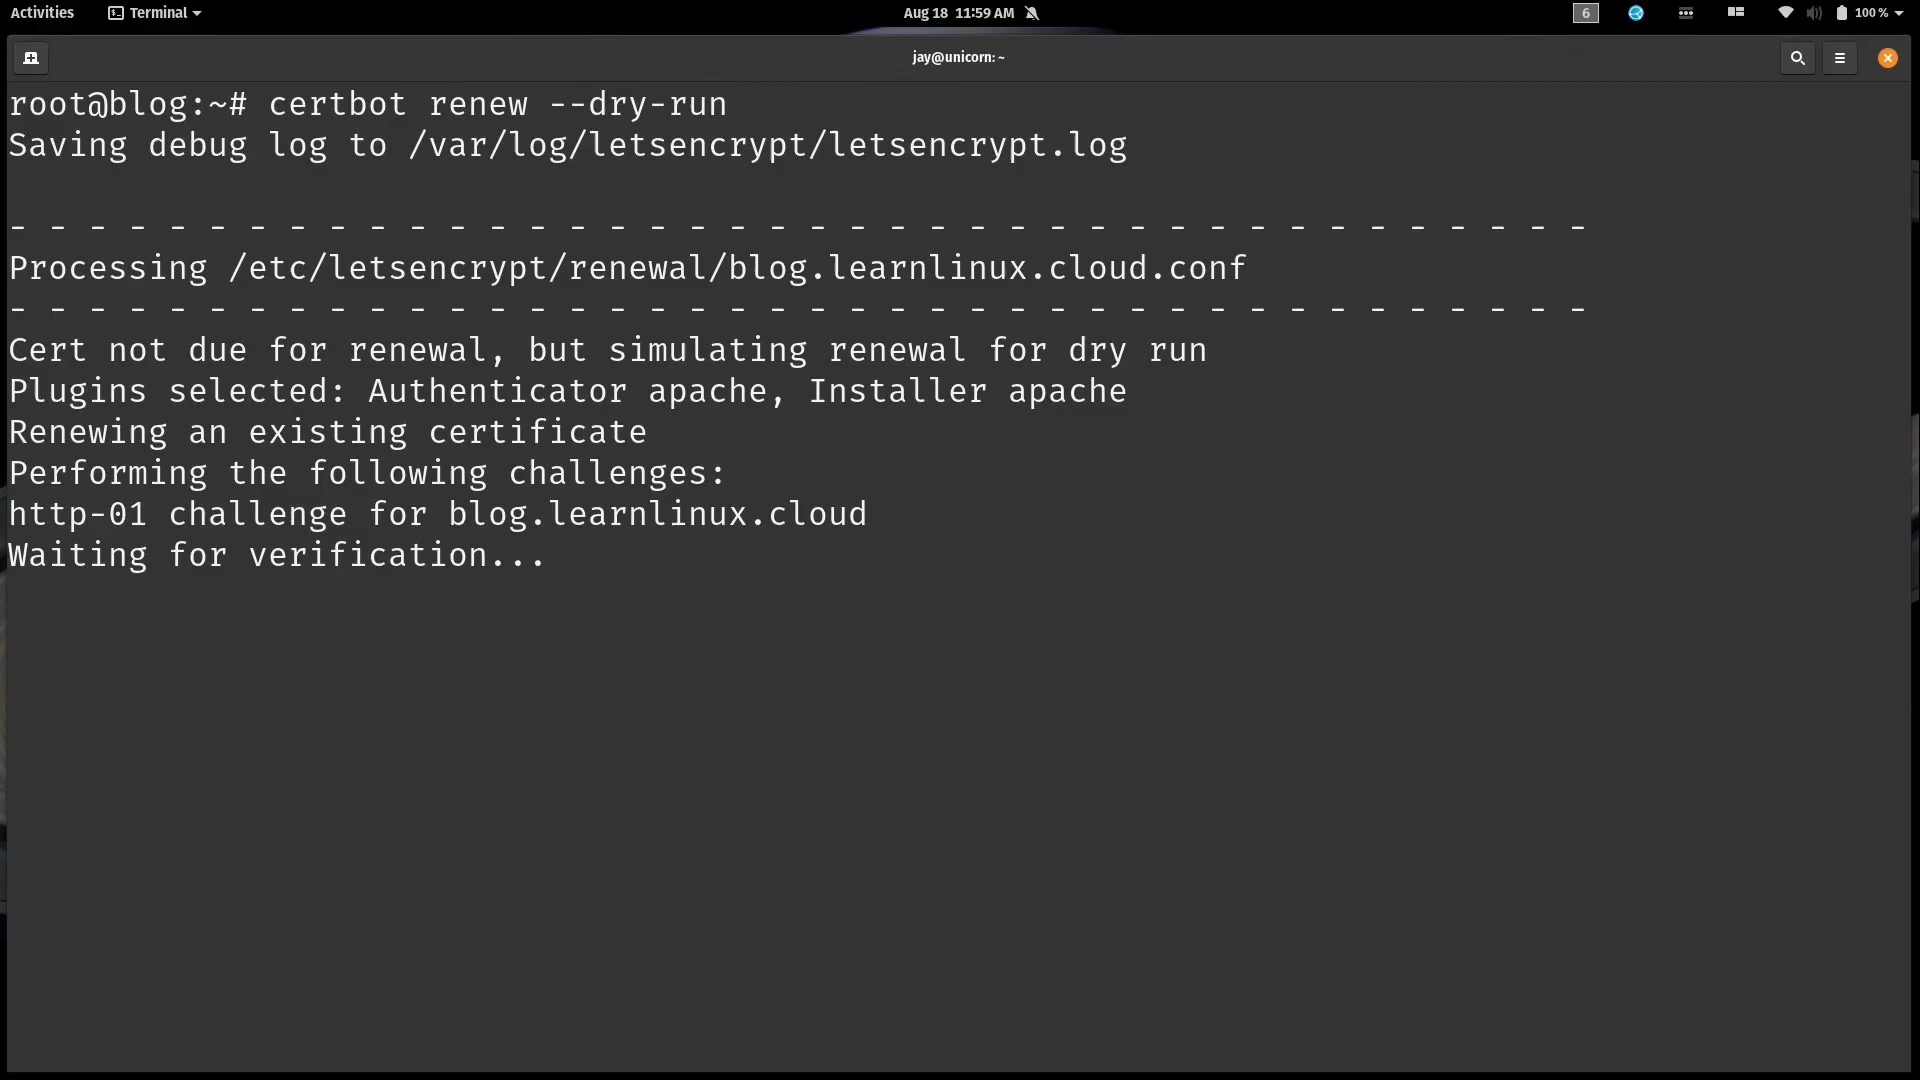 Activities Terminal Aug 18 11:59 AM 6 100 %
jay@unicorn: ~
root@blog:~# certbot renew --dry-run
Saving debug log to /var/log/letsencrypt/letsencrypt.log
- - - - - - - - - - - - - - - - - - - - - - - - - - - - - - - - - - - - - - - -
Processing /etc/letsencrypt/renewal/blog.learnlinux.cloud.conf
- - - - - - - - - - - - - - - - - - - - - - - - - - - - - - - - - - - - - - - -
Cert not due for renewal, but simulating renewal for dry run
Plugins selected: Authenticator apache, Installer apache
Renewing an existing certificate
Performing the following challenges:
http-01 challenge for blog.learnlinux.cloud
Waiting for verification...